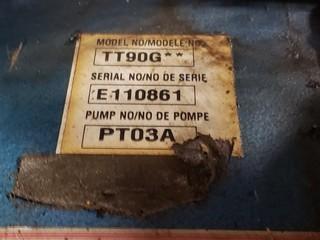 MODEL NO/MODELE NO.
TT90G**
SERIAL NO/NO DE SERIE
E110861
PUMP NO/NO DE POMPE
PT03A